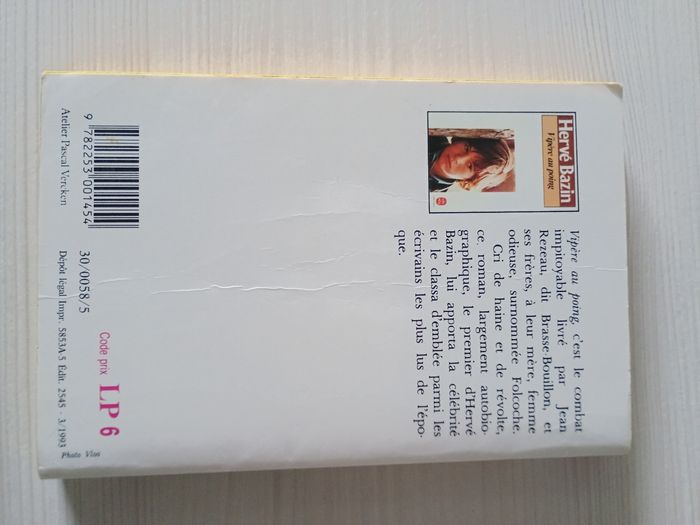 Hervé Bazin
Vipère au poing
Vipère au poing, c'est le combat
impitoyable livré par Jean
Rezeau, dit Brasse-Bouillon, et
ses frères, à leur mère, femme
odieuse, surnommée Folcoche.
Cri de haine et de révolte,
ce roman, largement autobio-
graphique, le premier d'Hervé
Bazin, lui apporta la célébrité
et le classa d'emblée parmi les
écrivains les plus lus de l'épo-
que.
9 782253 001454
30/0058/5
Code prix LP 6
Atelier Pascal Vercken
Dépôt légal Impr. 5853A-5 Édit. 2545 - 3/1993
Photo Vloo